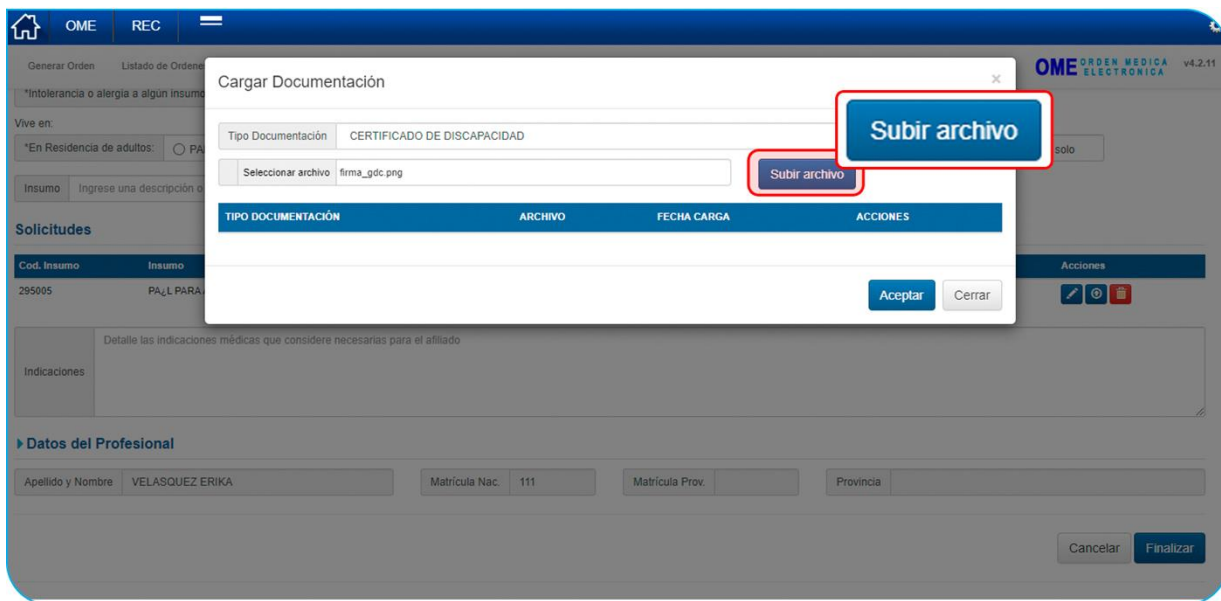 OME REC
Generar Orden Listado de Ordene
OME ORDEN MEDICA ELECTRONICA v4.2.11
*Intolerancia o alergia a algún insumo
Cargar Documentación ×
Subir archivo
Vive en:
Tipo Documentación CERTIFICADO DE DISCAPACIDAD
*En Residencia de adultos: PA
solo
Seleccionar archivo firma_gdc.png Subir archivo
Insumo Ingrese una descripción o
TIPO DOCUMENTACIÓN ARCHIVO FECHA CARGA ACCIONES
Solicitudes
Cod. Insumo Insumo Acciones
295005 PA¿L PARA
Aceptar Cerrar
Indicaciones Detalle las indicaciones médicas que considere necesarias para el afiliado
Datos del Profesional
Apellido y Nombre VELASQUEZ ERIKA Matrícula Nac. 111 Matrícula Prov. Provincia
Cancelar Finalizar